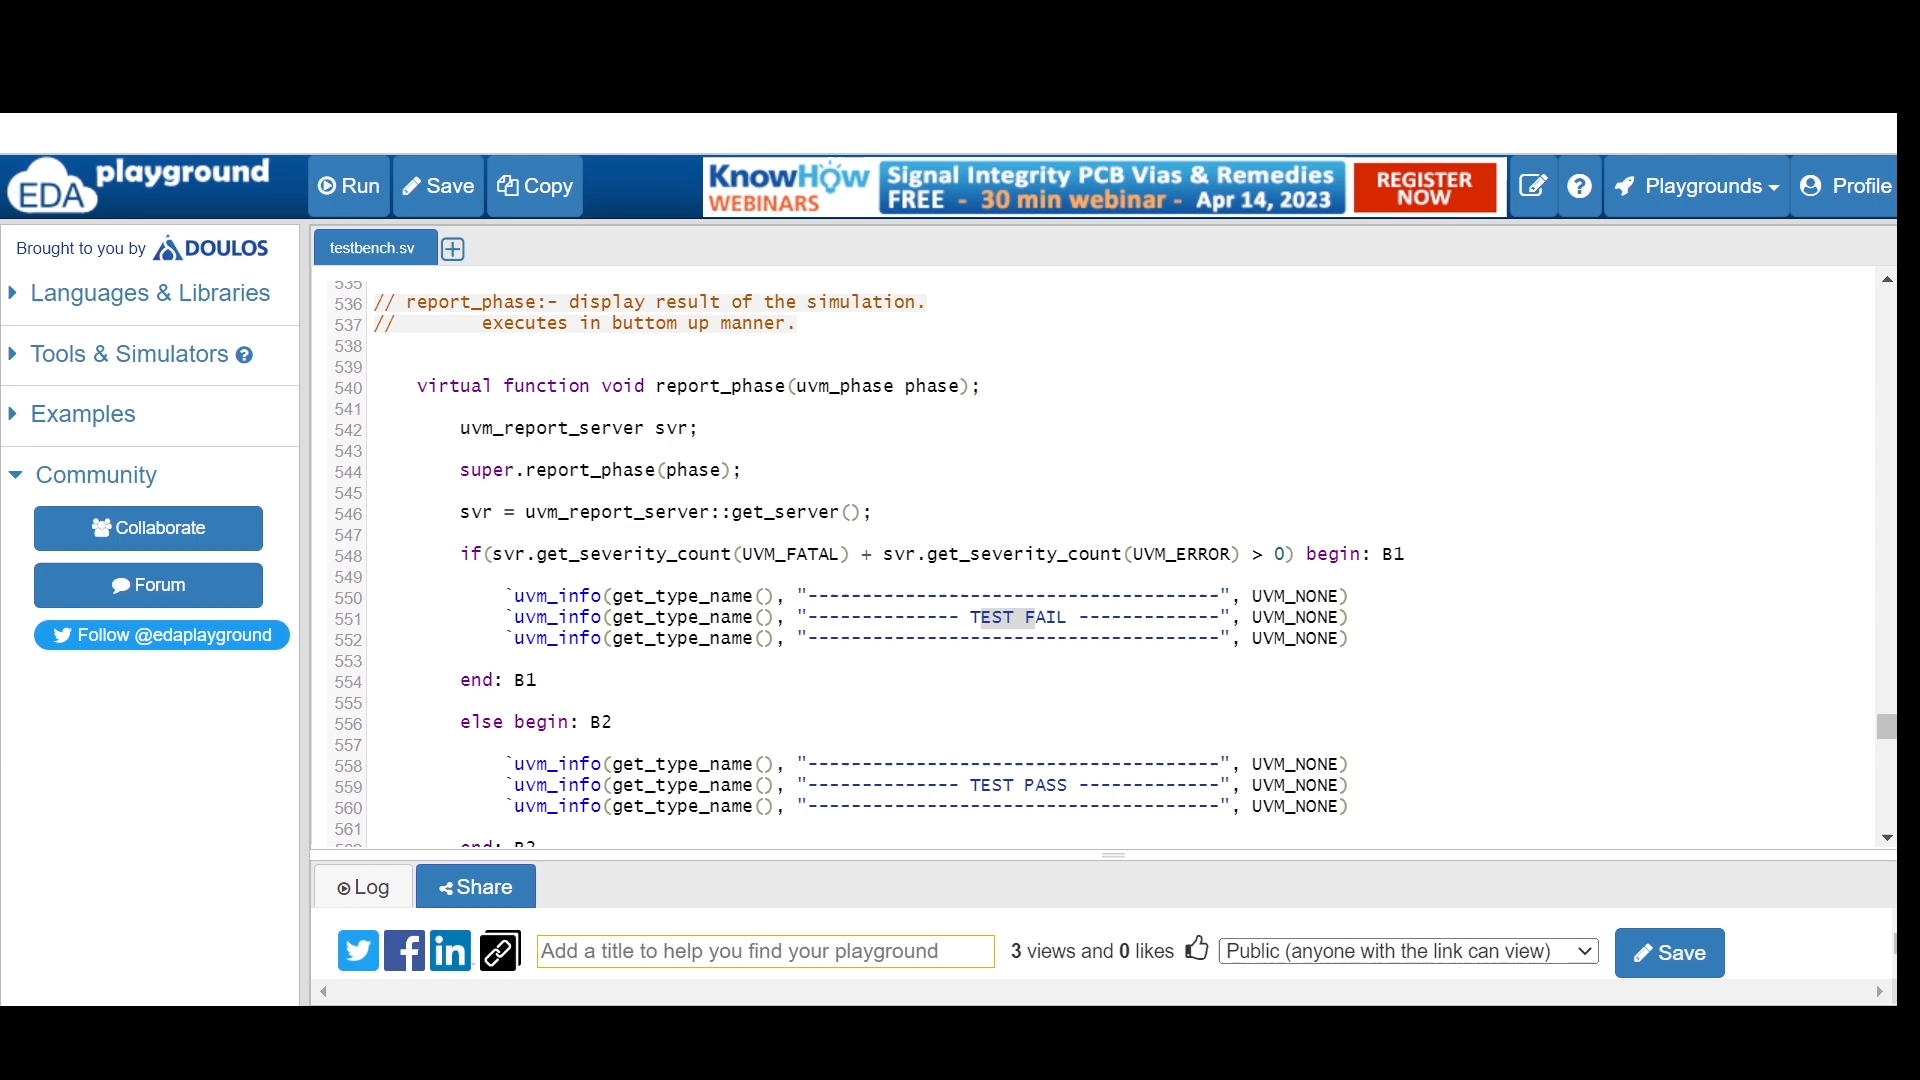 EDA playground
Run
Save
Copy
KnowHow WEBINARS
Signal Integrity PCB Vias & Remedies
FREE - 30 min webinar - Apr 14, 2023
REGISTER NOW
Playgrounds
Profile
Brought to you by DOULOS
Languages & Libraries
Tools & Simulators
Examples
Community
Collaborate
Forum
Follow @edaplayground
testbench.sv
535
536 // report_phase:- display result of the simulation.
537 //        executes in buttom up manner.
538
539
540     virtual function void report_phase(uvm_phase phase);
541
542         uvm_report_server svr;
543
544         super.report_phase(phase);
545
546         svr = uvm_report_server::get_server();
547
548         if(svr.get_severity_count(UVM_FATAL) + svr.get_severity_count(UVM_ERROR) > 0) begin: B1
549
550             `uvm_info(get_type_name(), "--------------------------------------", UVM_NONE)
551             `uvm_info(get_type_name(), "-------------- TEST FAIL -------------", UVM_NONE)
552             `uvm_info(get_type_name(), "--------------------------------------", UVM_NONE)
553
554         end: B1
555
556         else begin: B2
557
558             `uvm_info(get_type_name(), "--------------------------------------", UVM_NONE)
559             `uvm_info(get_type_name(), "-------------- TEST PASS -------------", UVM_NONE)
560             `uvm_info(get_type_name(), "--------------------------------------", UVM_NONE)
561
Log
Share
Add a title to help you find your playground
3 views and 0 likes
Public (anyone with the link can view)
Save